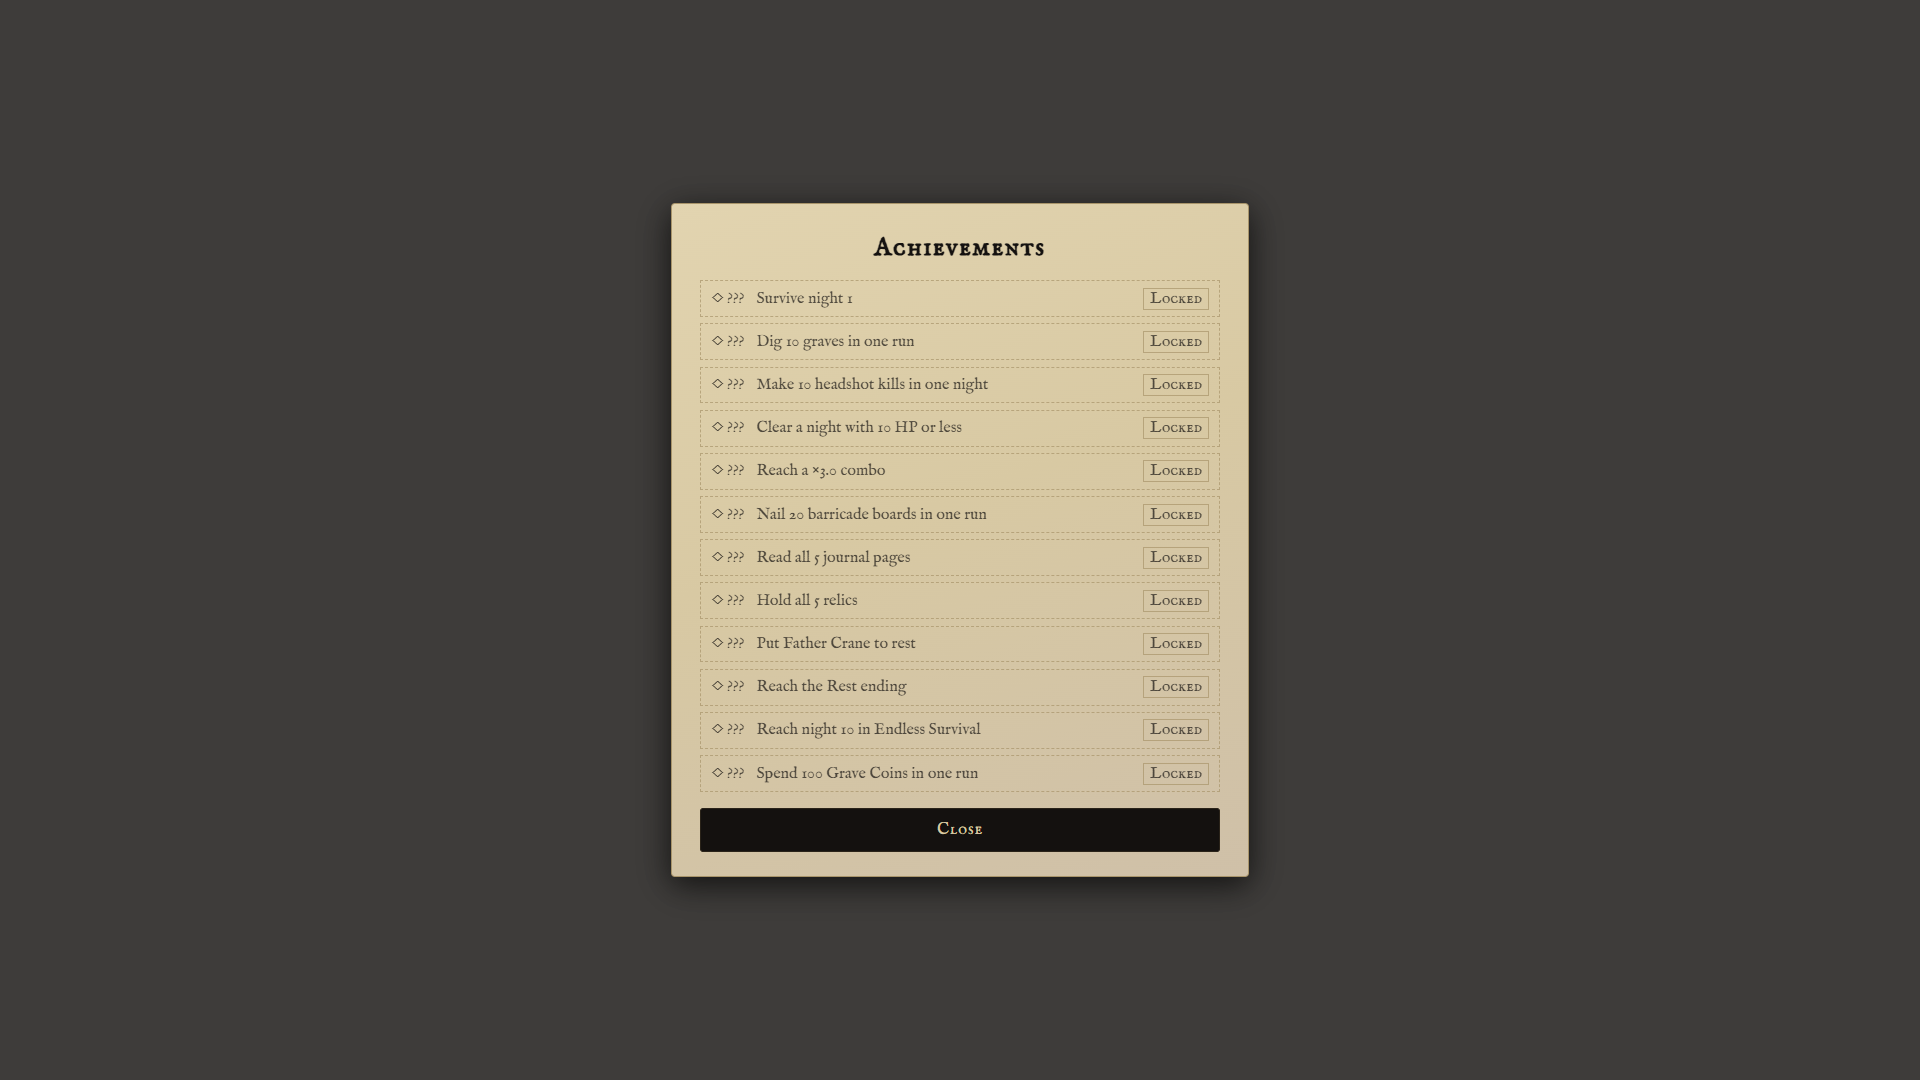 Achievements
◇ ??? Survive night 1 Locked
◇ ??? Dig 10 graves in one run Locked
◇ ??? Make 10 headshot kills in one night Locked
◇ ??? Clear a night with 10 HP or less Locked
◇ ??? Reach a ×3.0 combo Locked
◇ ??? Nail 20 barricade boards in one run Locked
◇ ??? Read all 5 journal pages Locked
◇ ??? Hold all 5 relics Locked
◇ ??? Put Father Crane to rest Locked
◇ ??? Reach the Rest ending Locked
◇ ??? Reach night 10 in Endless Survival Locked
◇ ??? Spend 100 Grave Coins in one run Locked
Close